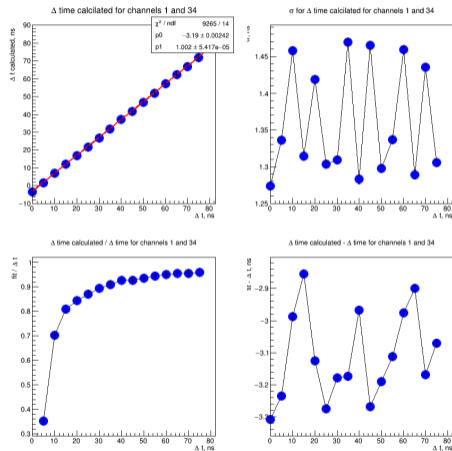 Δ time calcilated for channels 1 and 34
χ² / ndf 9265 / 14
p0 −3.19 ± 0.00242
p1 1.002 ± 5.417e−05
Δ t calculated, ns
90
80
70
60
50
40
30
20
10
0
−10
0 10 20 30 40 50 60 70 80
Δ t, ns
σ for Δ time calcilated for channels 1 and 34
1.45
1.4
1.35
1.3
1.25
0 10 20 30 40 50 60 70 80
Δ t, ns
Δ time calculated / Δ time for channels 1 and 34
fit / Δ t
1
0.9
0.8
0.7
0.6
0.5
0.4
0.3
0 10 20 30 40 50 60 70 80
Δ t, ns
Δ time calculated - Δ time for channels 1 and 34
− Δ t, ns
−2.9
−3
−3.1
−3.2
−3.3
0 10 20 30 40 50 60 70 80
Δ t, ns